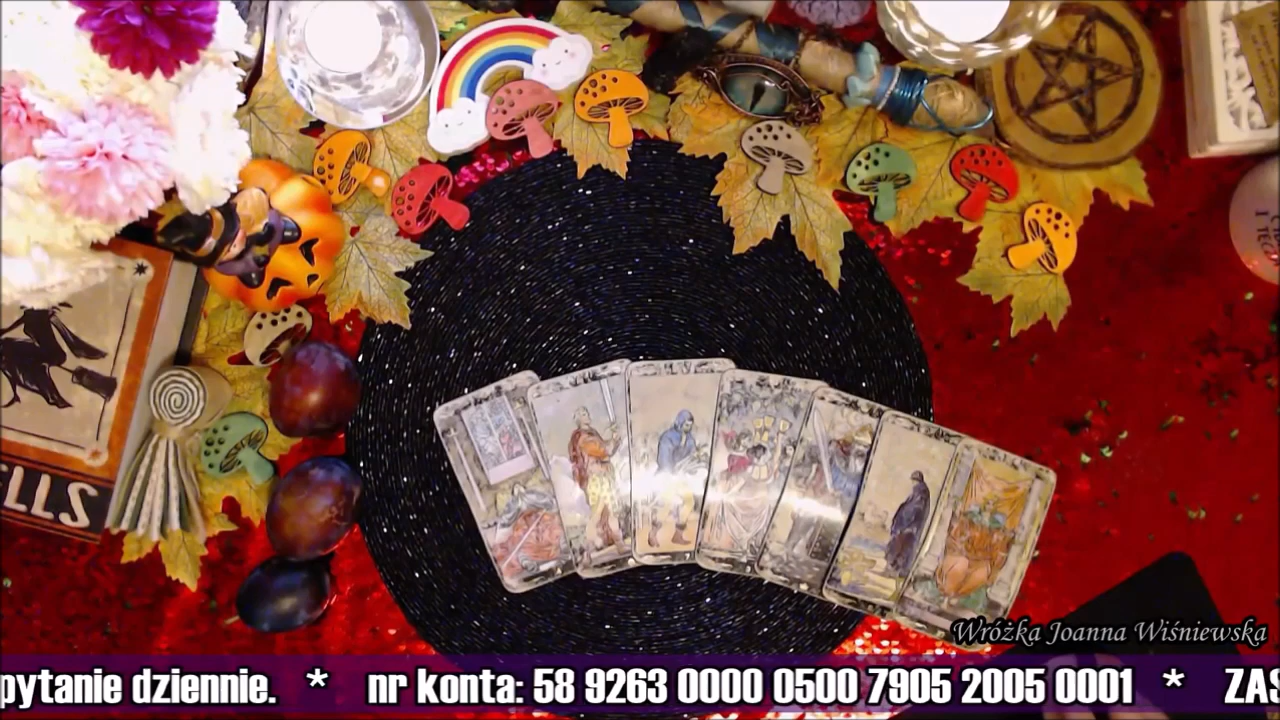 ELLS
Wróżka Joanna Wiśniewska
pytanie dziennie. * nr konta: 58 9263 0000 0500 7905 2005 0001 * ZAS